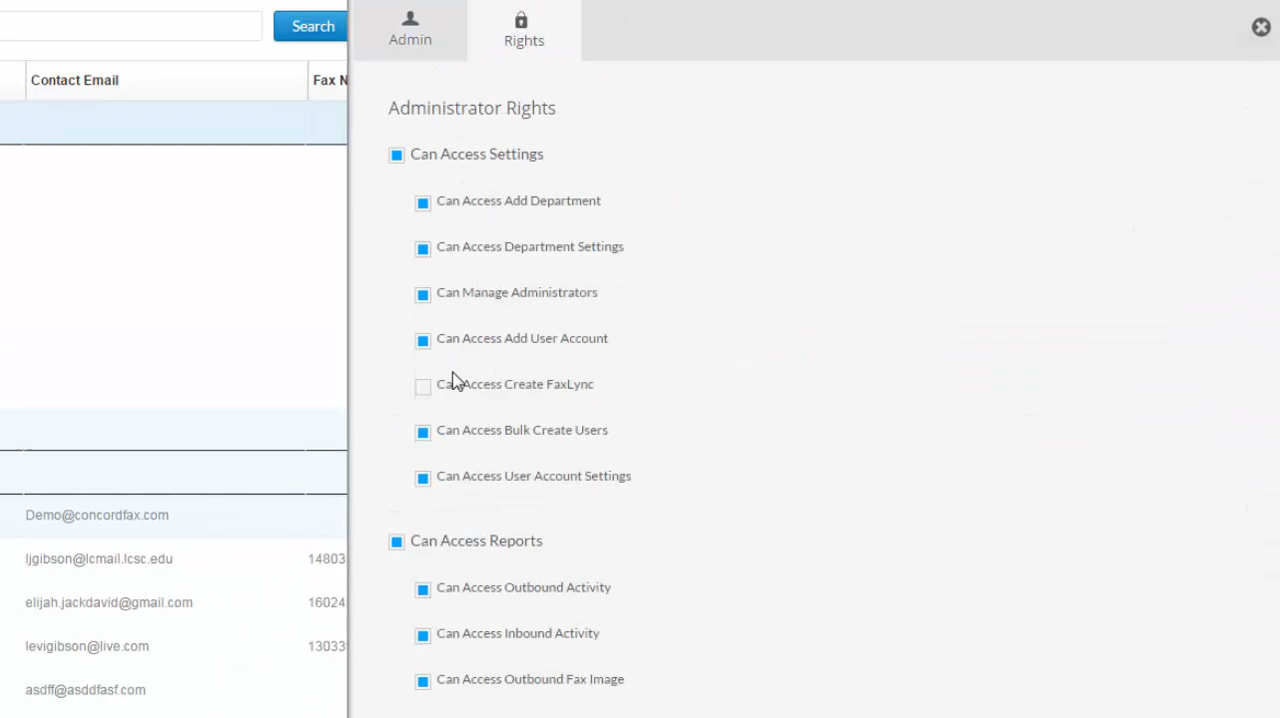 Search
Contact Email
Fax N
Demo@concordfax.com
ljgibson@lcmail.lcsc.edu
14803
elijah.jackdavid@gmail.com
16024
levigibson@live.com
13033
asdff@asddfasf.com
Admin
Rights
Administrator Rights
Can Access Settings
Can Access Add Department
Can Access Department Settings
Can Manage Administrators
Can Access Add User Account
Can Access Create FaxLync
Can Access Bulk Create Users
Can Access User Account Settings
Can Access Reports
Can Access Outbound Activity
Can Access Inbound Activity
Can Access Outbound Fax Image